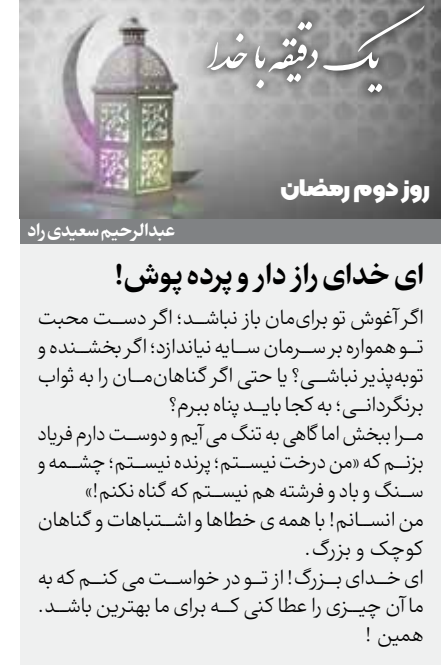 یک دقیقه با خدا
روز دوم رمضان
عبدالرحیم سعیدی راد
ای خدای راز دار و پرده پوش!
اگر آغوش تو برای‌مان باز نباشد؛ اگر دست محبت
تو همواره بر سرمان سایه نیاندازد؛ اگر بخشنده و
توبه‌پذیر نباشی؟ یا حتی اگر گناهان‌مان را به ثواب
برنگردانی؛ به کجا باید پناه ببرم؟
مرا ببخش اما گاهی به تنگ می آیم و دوست دارم فریاد
بزنم که «من درخت نیستم؛ پرنده نیستم؛ چشمه و
سنگ و باد و فرشته هم نیستم که گناه نکنم!»
من انسانم! با همه ی خطاها و اشتباهات و گناهان
کوچک و بزرگ.
ای خدای بزرگ! از تو در خواست می کنم که به
ما آن چیزی را عطا کنی که برای ما بهترین باشد.
همین !